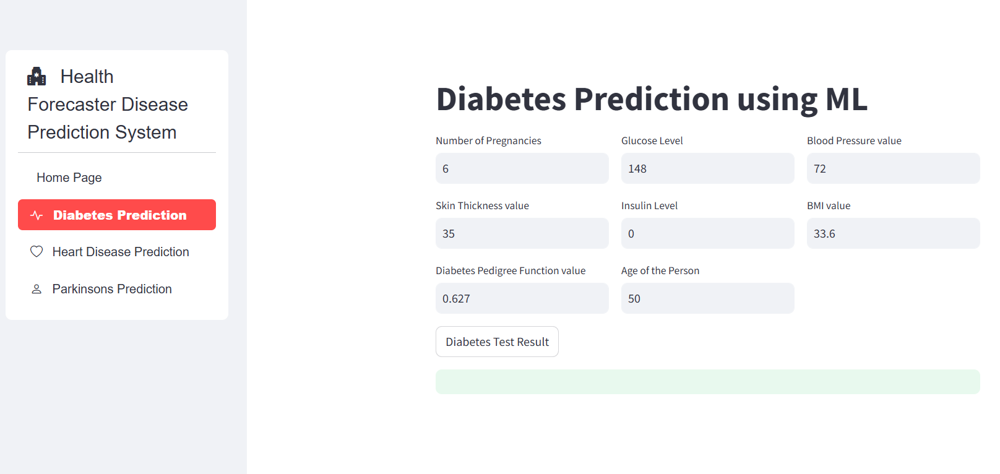 Health
Forecaster Disease
Prediction System
Home Page
Diabetes Prediction
Heart Disease Prediction
Parkinsons Prediction
Diabetes Prediction using ML
Number of Pregnancies
6
Glucose Level
148
Blood Pressure value
72
Skin Thickness value
35
Insulin Level
0
BMI value
33.6
Diabetes Pedigree Function value
0.627
Age of the Person
50
Diabetes Test Result